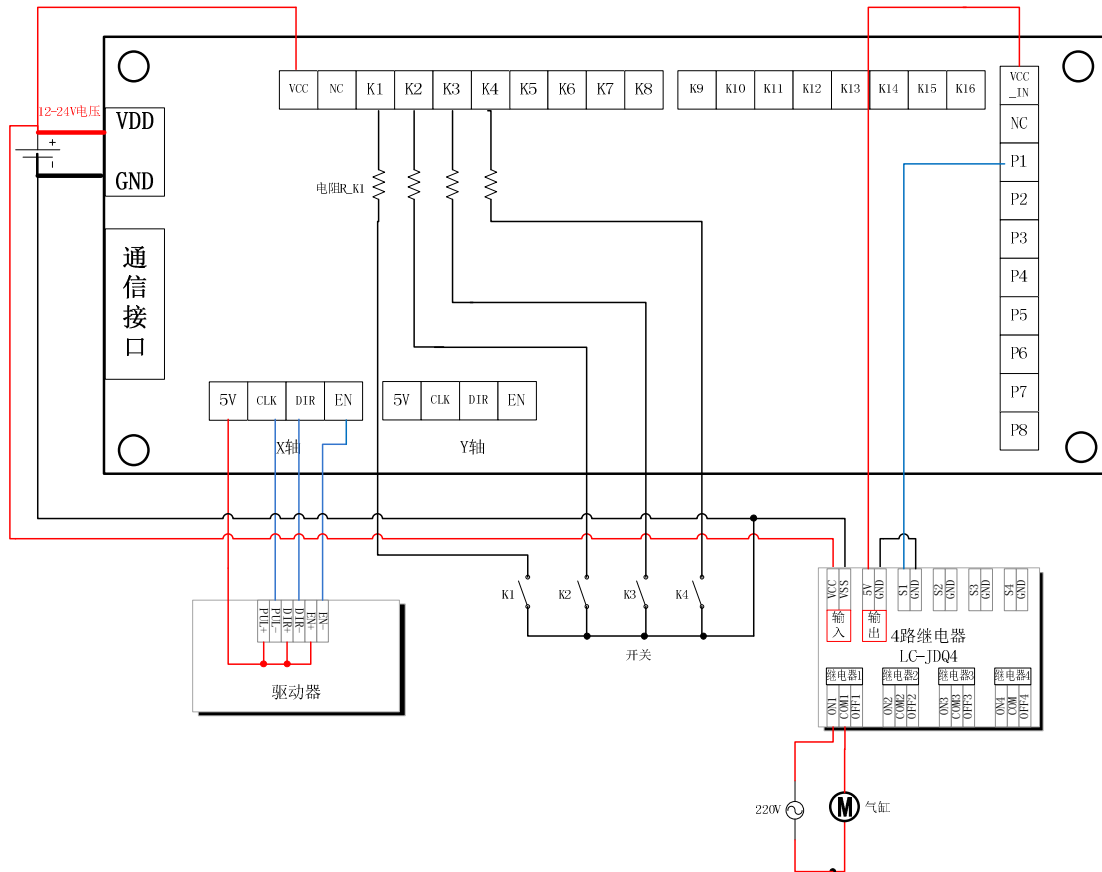 VCC NC K1 K2 K3 K4 K5 K6 K7 K8 K9 K10 K11 K12 K13 K14 K15 K16
VCC
_IN
NC
P1
P2
P3
P4
P5
P6
P7
P8
12-24V电压
VDD
+
-
GND
电阻R_K1
通信接口
5V CLK DIR EN
X轴
5V CLK DIR EN
Y轴
K1 K2 K3 K4
开关
PUL+ PUL- DIR+ DIR- EN+ EN-
驱动器
VCC VSS 5V GND S1 GND S2 GND S3 GND S4 GND
输入
输出
4路继电器
LC-JDQ4
继电器1 继电器2 继电器3 继电器4
ON1 COM1 OFF1 ON2 COM2 OFF2 ON3 COM3 OFF3 ON4 COM OFF4
220V
M
气缸